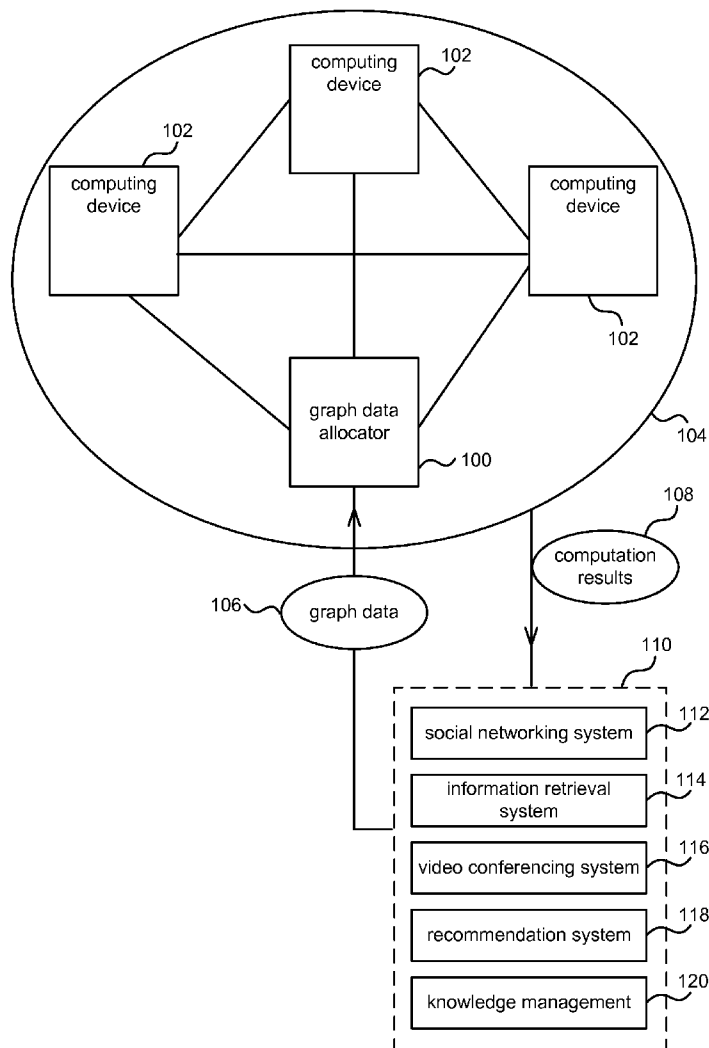 computing
device
102
102
computing
device
computing
device
102
graph data
allocator
100
104
108
computation
results
106
graph data
110
social networking system
112
information retrieval
system
114
video conferencing system
116
recommendation system
118
knowledge management
120